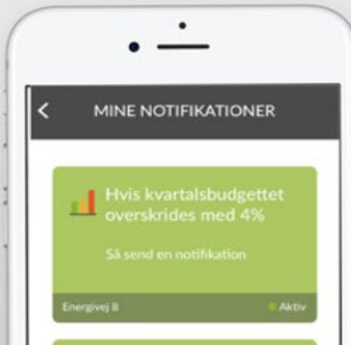 MINE NOTIFIKATIONER
Hvis kvartalsbudgettet
overskrides med 4%
Så send en notifikation
Energivej 8
Aktiv